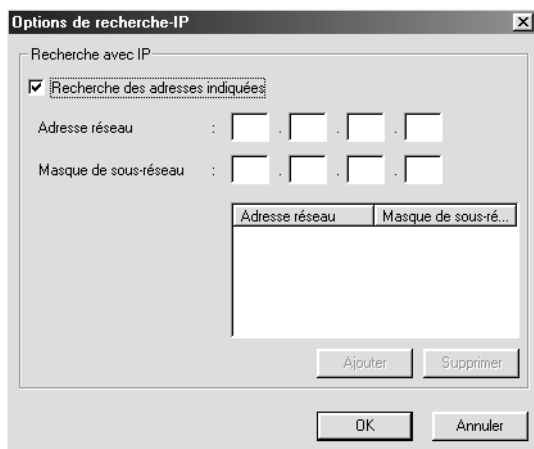 Options de recherche-IP
Recherche avec IP
Recherche des adresses indiquées
Adresse réseau : . . .
Masque de sous-réseau : . . .
Adresse réseau Masque de sous-ré...
Ajouter Supprimer
OK Annuler